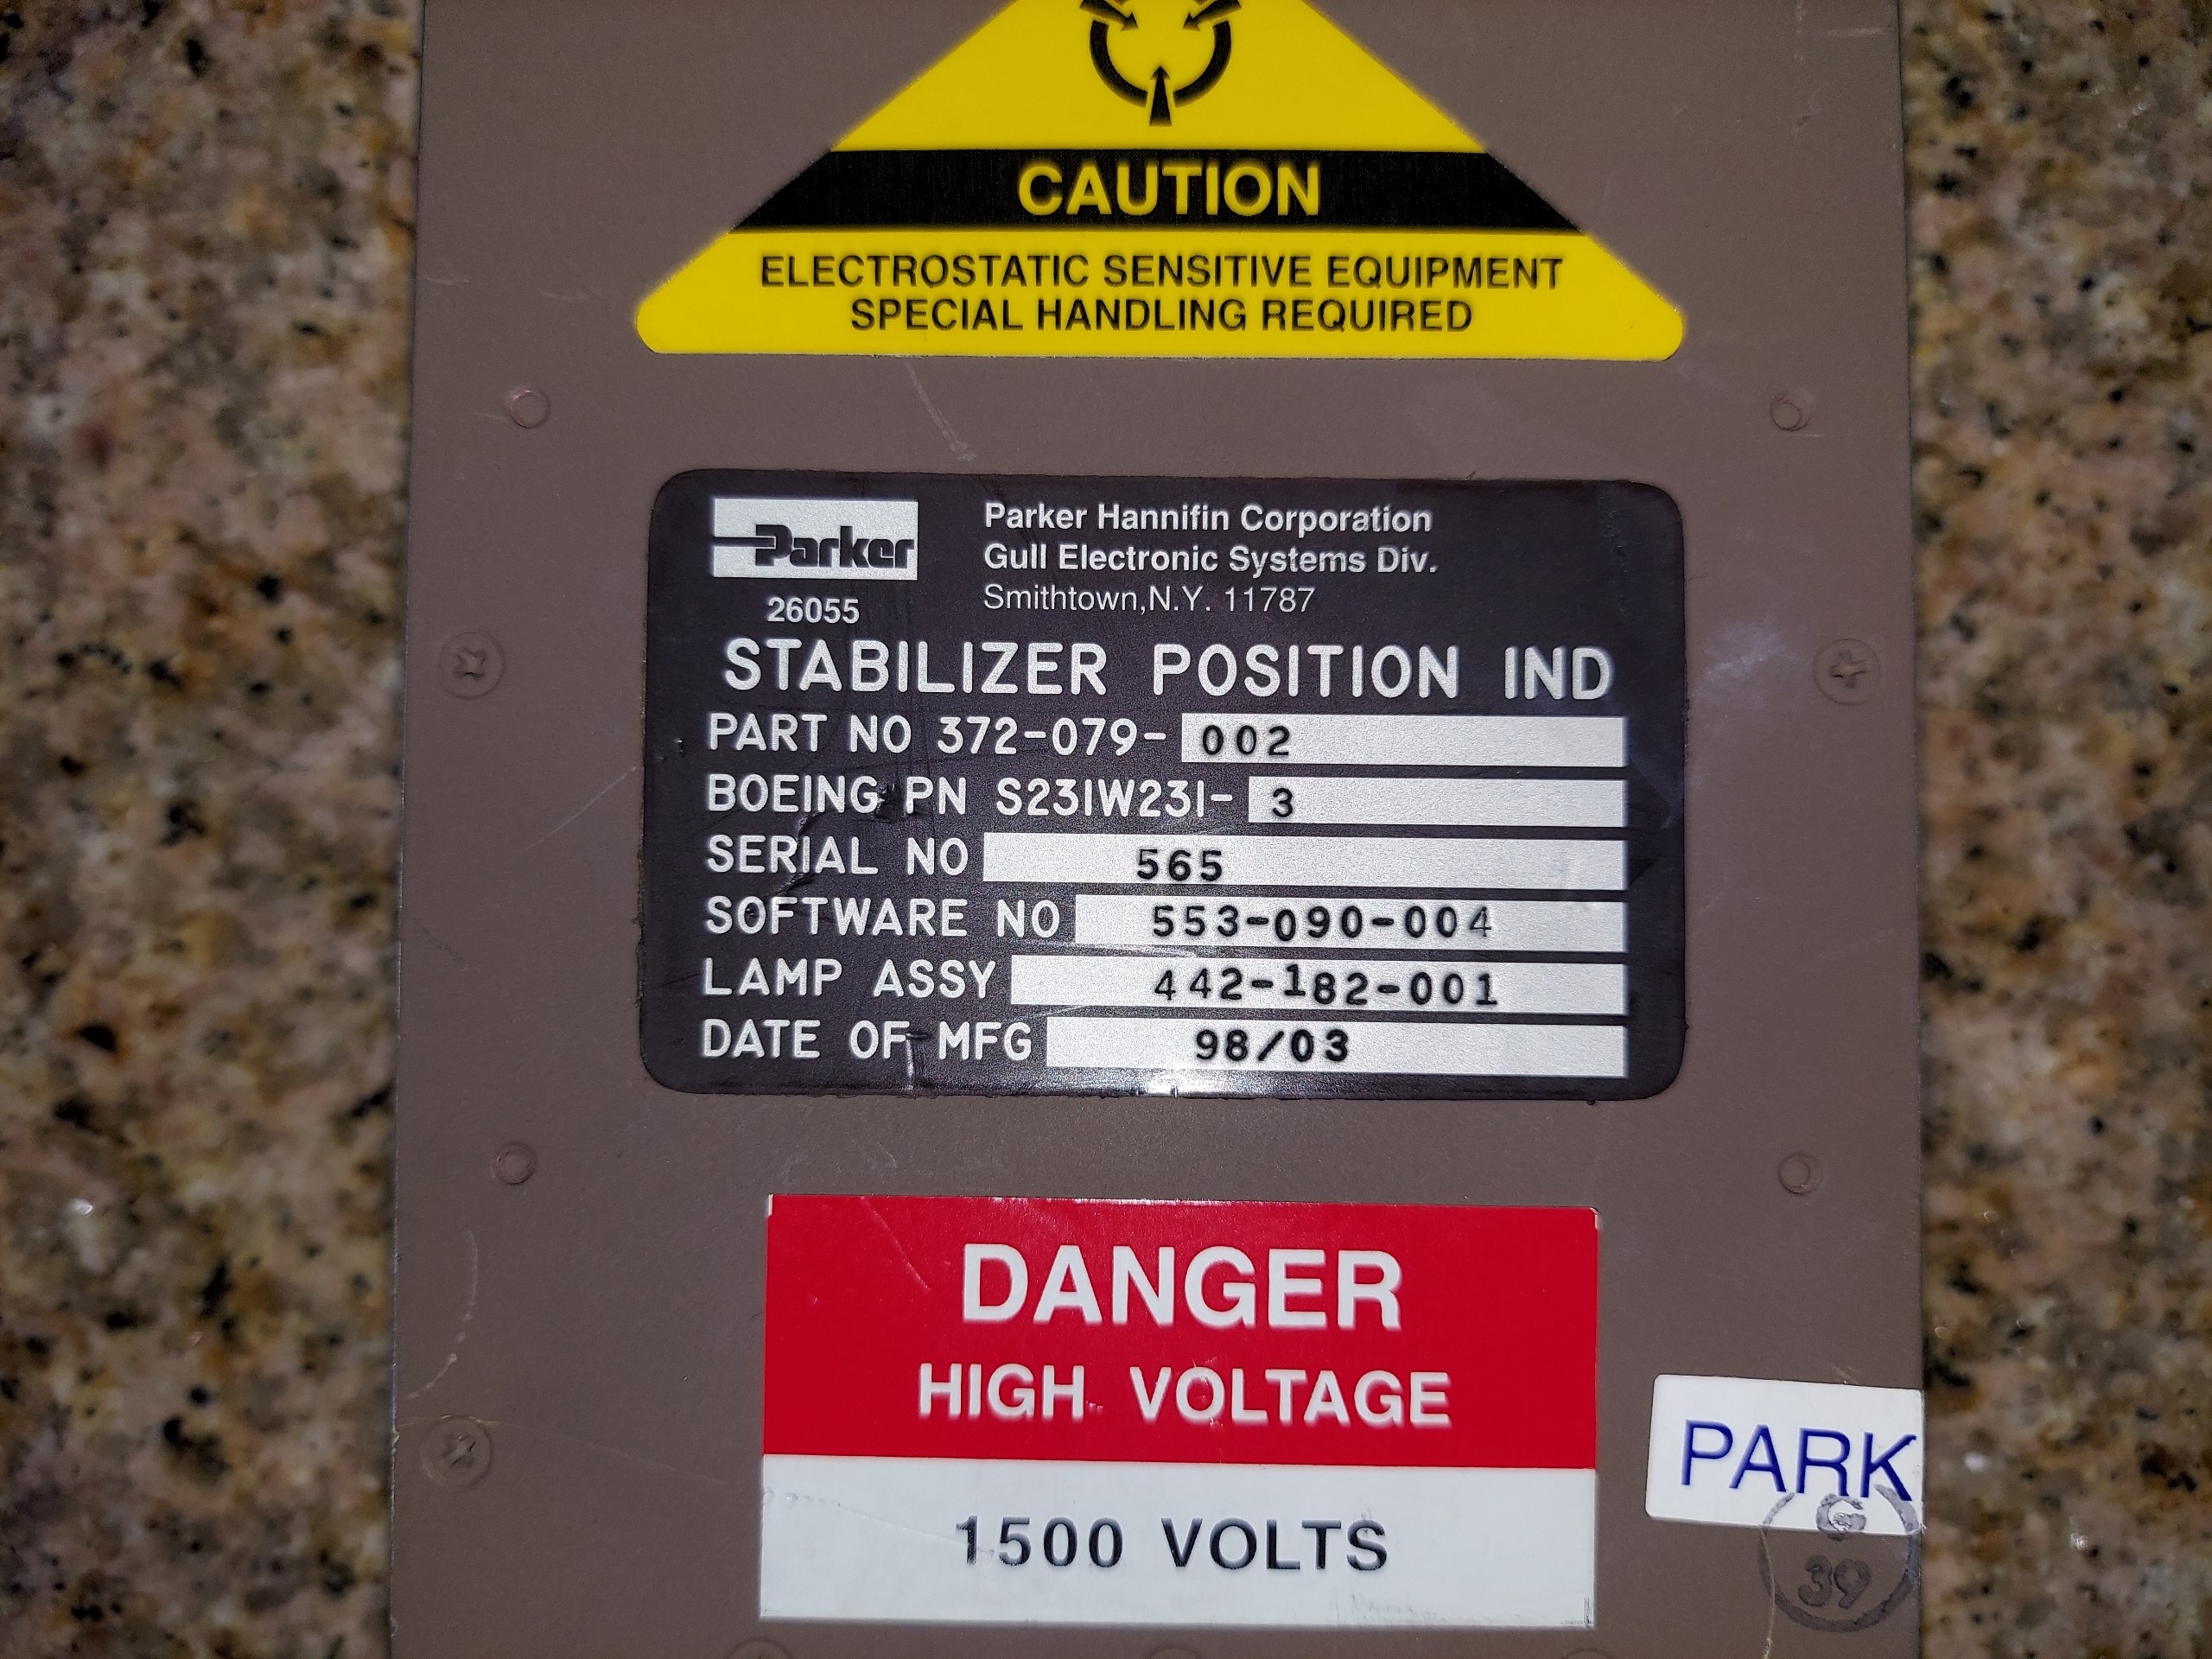 CAUTION
ELECTROSTATIC SENSITIVE EQUIPMENT
SPECIAL HANDLING REQUIRED
Parker
26055
Parker Hannifin Corporation
Gull Electronic Systems Div.
Smithtown,N.Y. 11787
STABILIZER POSITION IND
PART NO 372-079- 002
BOEING PN S231W231- 3
SERIAL NO 565
SOFTWARE NO 553-090-004
LAMP ASSY 442-182-001
DATE OF MFG 98/03
DANGER
HIGH VOLTAGE
1500 VOLTS
PARK
G
39